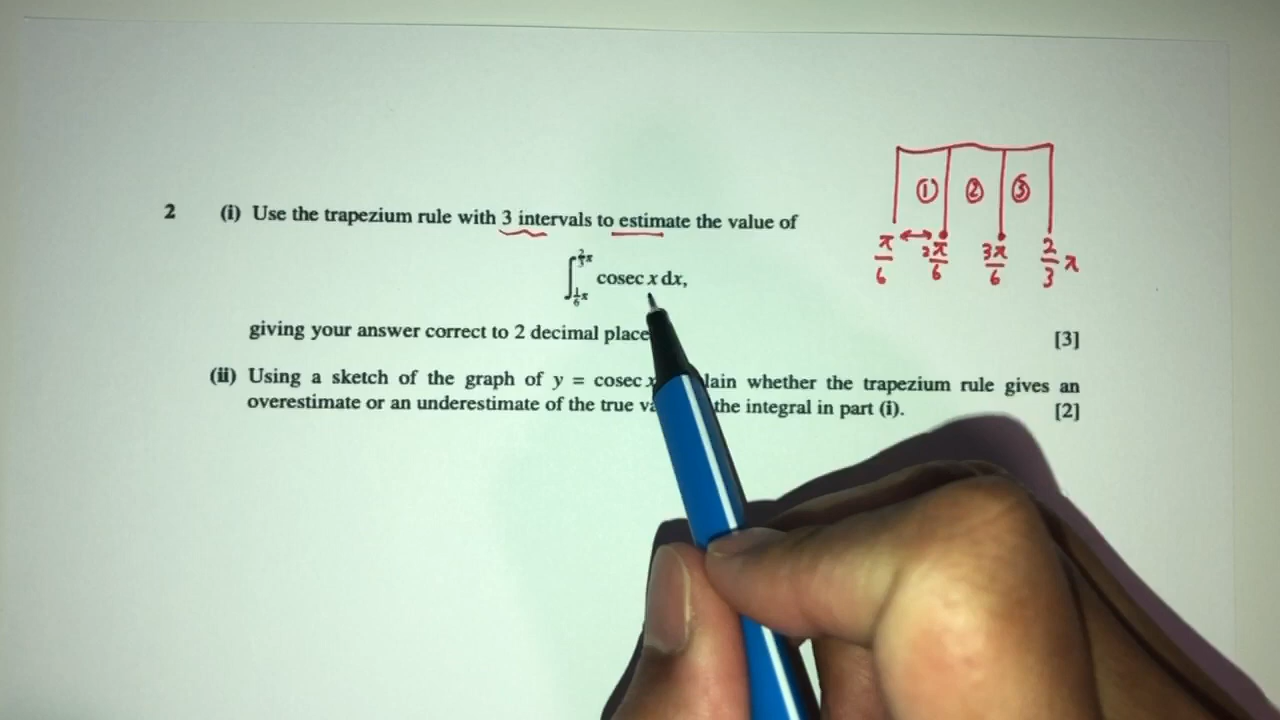 2 (i) Use the trapezium rule with 3 intervals to estimate the value of
∫ 2/3 π 1/6 π cosec x dx,
giving your answer correct to 2 decimal place [3]
(ii) Using a sketch of the graph of y = cosec x lain whether the trapezium rule gives an
overestimate or an underestimate of the true va the integral in part (i). [2]
① ② ③
π/6 2π/6 3π/6 2/3 π